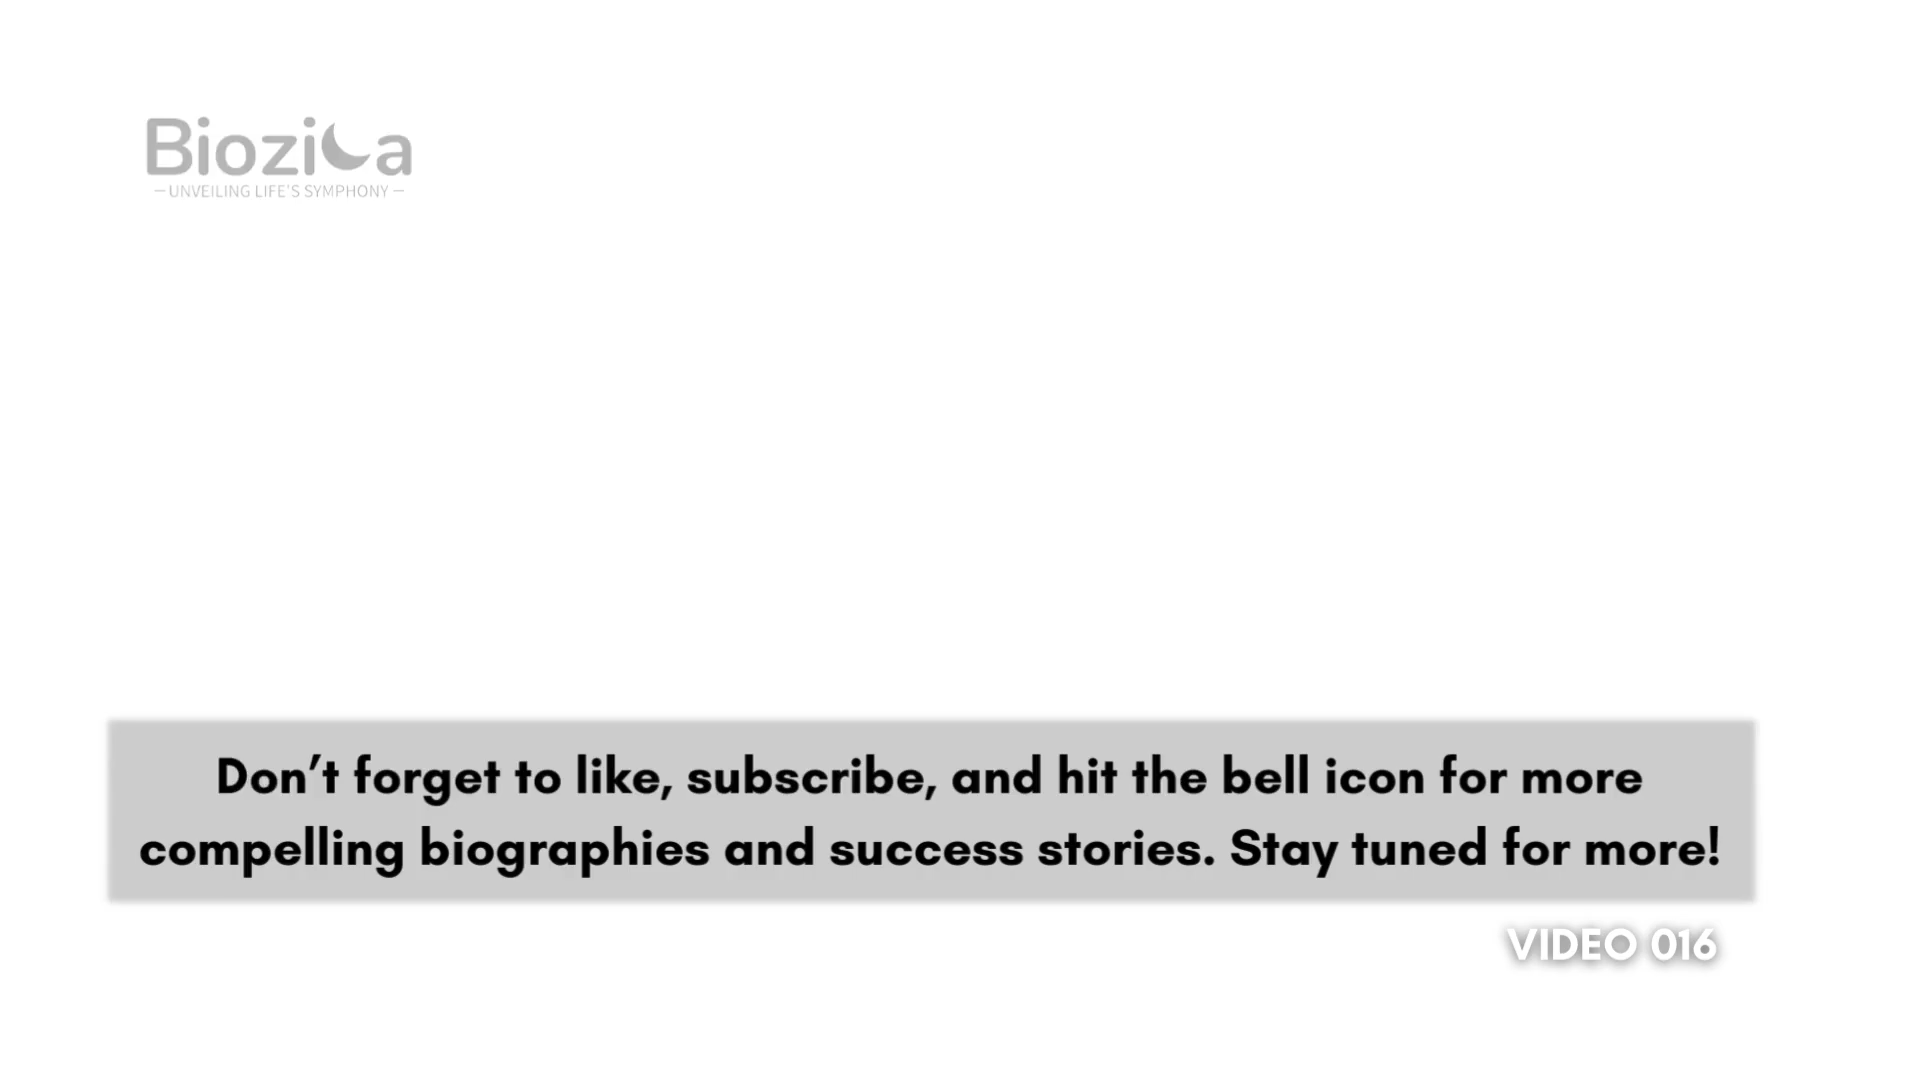 Biozila
— UNVEILING LIFE'S SYMPHONY —
Don’t forget to like, subscribe, and hit the bell icon for more
compelling biographies and success stories. Stay tuned for more!
VIDEO 016